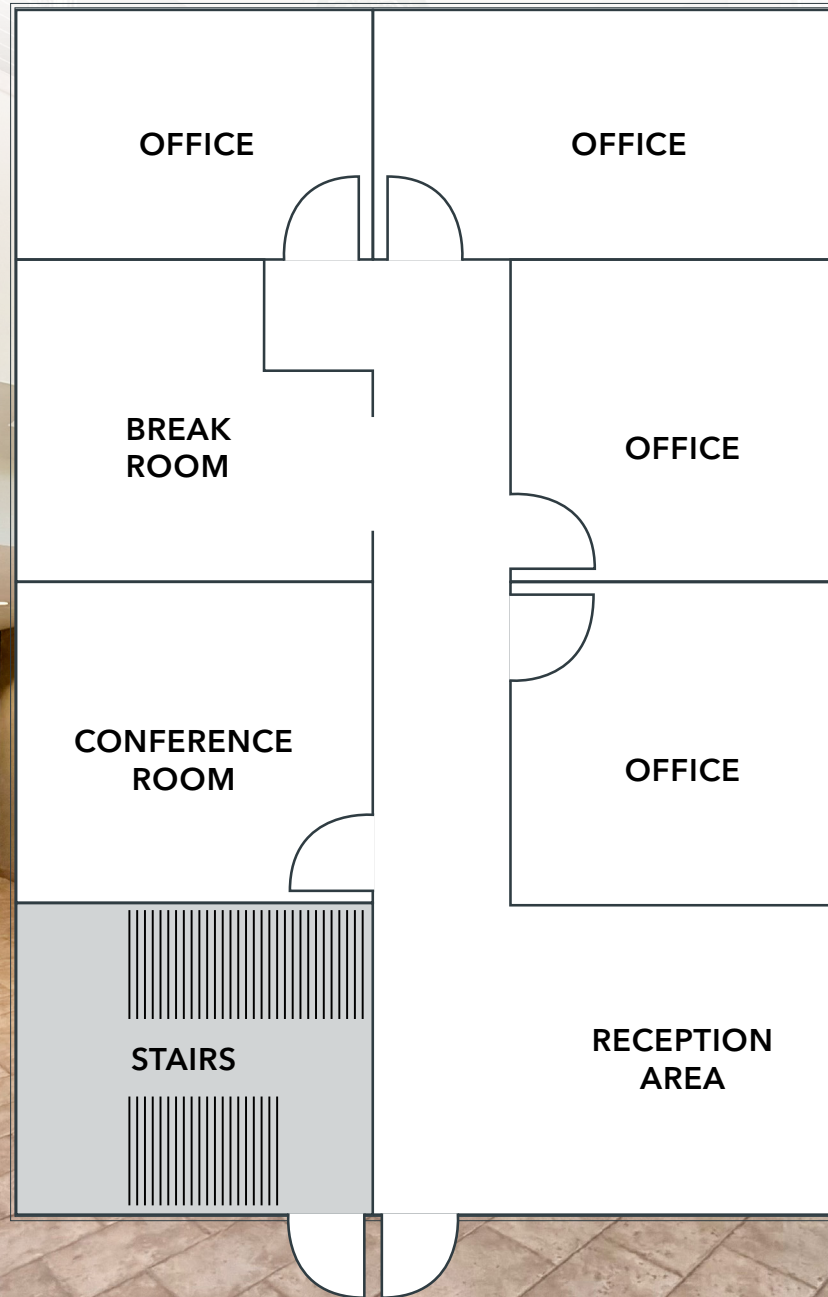 OFFICE
OFFICE
BREAK
ROOM
OFFICE
CONFERENCE
ROOM
OFFICE
STAIRS
RECEPTION
AREA